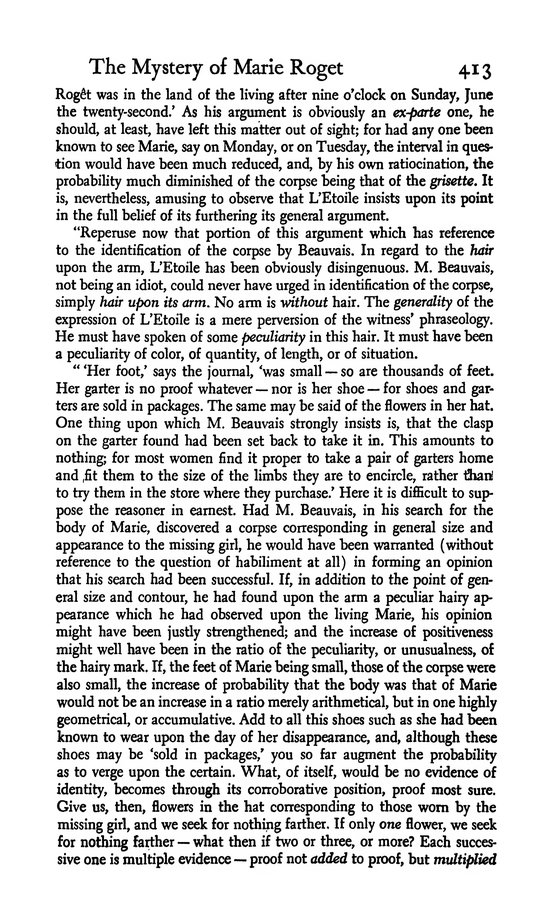 The Mystery of Marie Roget 413
Rogêt was in the land of the living after nine o'clock on Sunday, June
the twenty-second.' As his argument is obviously an ex-parte one, he
should, at least, have left this matter out of sight; for had any one been
known to see Marie, say on Monday, or on Tuesday, the interval in ques-
tion would have been much reduced, and, by his own ratiocination, the
probability much diminished of the corpse being that of the grisette. It
is, nevertheless, amusing to observe that L'Etoile insists upon its point
in the full belief of its furthering its general argument.
"Reperuse now that portion of this argument which has reference
to the identification of the corpse by Beauvais. In regard to the hair
upon the arm, L'Etoile has been obviously disingenuous. M. Beauvais,
not being an idiot, could never have urged in identification of the corpse,
simply hair upon its arm. No arm is without hair. The generality of the
expression of L'Etoile is a mere perversion of the witness' phraseology.
He must have spoken of some peculiarity in this hair. It must have been
a peculiarity of color, of quantity, of length, or of situation.
" 'Her foot,' says the journal, 'was small — so are thousands of feet.
Her garter is no proof whatever — nor is her shoe — for shoes and gar-
ters are sold in packages. The same may be said of the flowers in her hat.
One thing upon which M. Beauvais strongly insists is, that the clasp
on the garter found had been set back to take it in. This amounts to
nothing; for most women find it proper to take a pair of garters home
and fit them to the size of the limbs they are to encircle, rather than
to try them in the store where they purchase.' Here it is difficult to sup-
pose the reasoner in earnest. Had M. Beauvais, in his search for the
body of Marie, discovered a corpse corresponding in general size and
appearance to the missing girl, he would have been warranted (without
reference to the question of habiliment at all) in forming an opinion
that his search had been successful. If, in addition to the point of gen-
eral size and contour, he had found upon the arm a peculiar hairy ap-
pearance which he had observed upon the living Marie, his opinion
might have been justly strengthened; and the increase of positiveness
might well have been in the ratio of the peculiarity, or unusualness, of
the hairy mark. If, the feet of Marie being small, those of the corpse were
also small, the increase of probability that the body was that of Marie
would not be an increase in a ratio merely arithmetical, but in one highly
geometrical, or accumulative. Add to all this shoes such as she had been
known to wear upon the day of her disappearance, and, although these
shoes may be 'sold in packages,' you so far augment the probability
as to verge upon the certain. What, of itself, would be no evidence of
identity, becomes through its corroborative position, proof most sure.
Give us, then, flowers in the hat corresponding to those worn by the
missing girl, and we seek for nothing farther. If only one flower, we seek
for nothing farther — what then if two or three, or more? Each succes-
sive one is multiple evidence — proof not added to proof, but multiplied